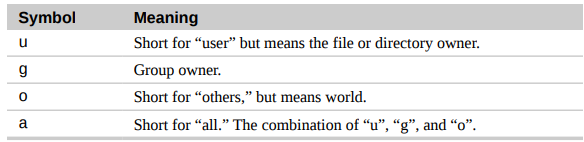 Symbol Meaning
u Short for “user” but means the file or directory owner.
g Group owner.
o Short for “others,” but means world.
a Short for “all.” The combination of “u”, “g”, and “o”.